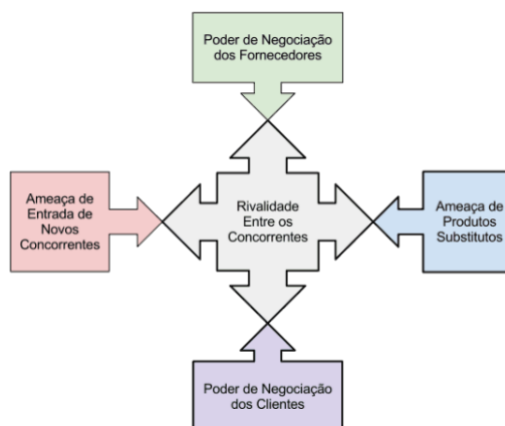 Poder de Negociação
dos Fornecedores
Ameaça de
Entrada de
Novos
Concorrentes
Rivalidade
Entre os
Concorrentes
Ameaça de
Produtos
Substitutos
Poder de Negociação
dos Clientes